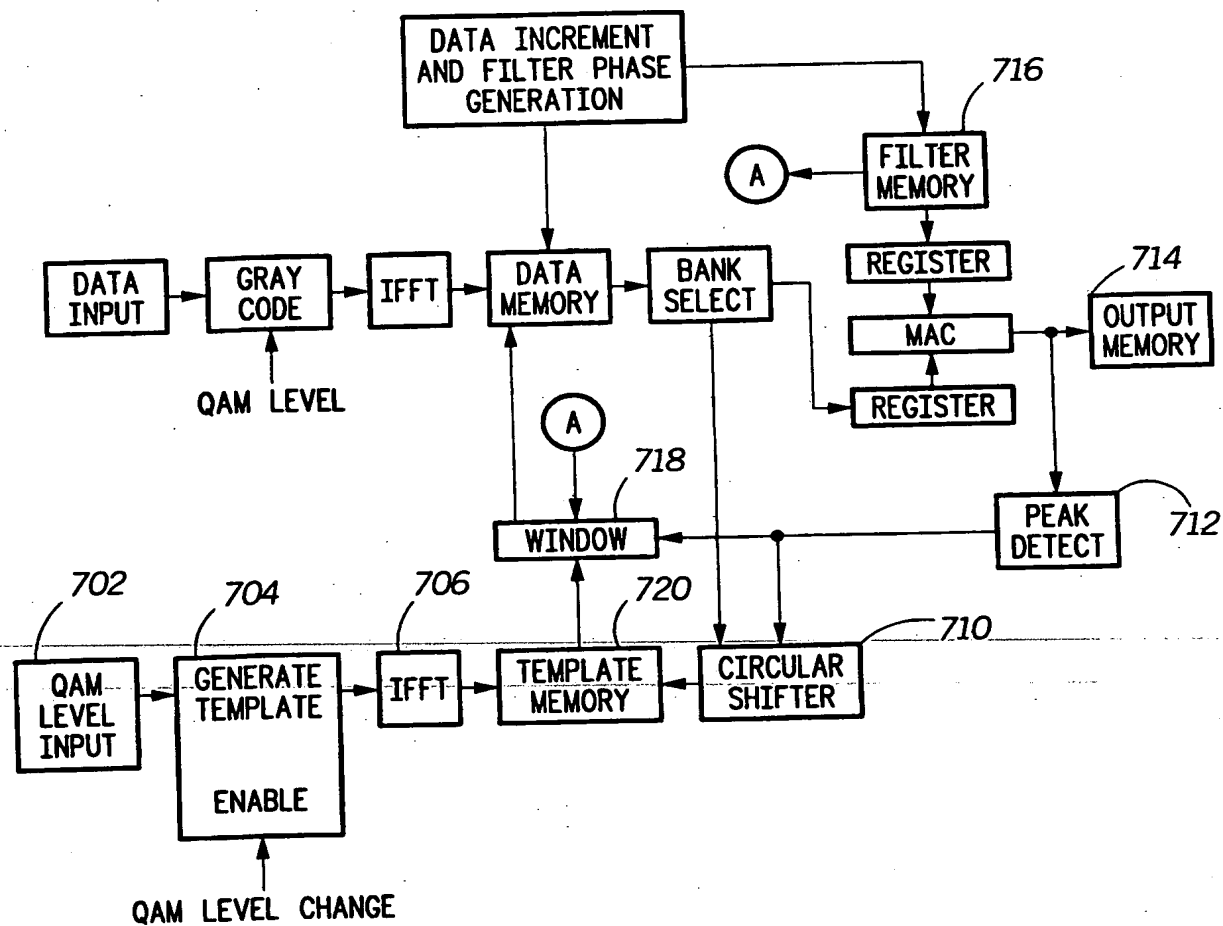 DATA INCREMENT
AND FILTER PHASE
GENERATION
716
A
FILTER
MEMORY
DATA
INPUT
GRAY
CODE
IFFT
DATA
MEMORY
BANK
SELECT
REGISTER
714
MAC
OUTPUT
MEMORY
REGISTER
QAM LEVEL
A
718
WINDOW
PEAK
DETECT
712
702
704
706
720
710
QAM
LEVEL
INPUT
GENERATE
TEMPLATE
ENABLE
IFFT
TEMPLATE
MEMORY
CIRCULAR
SHIFTER
QAM LEVEL CHANGE